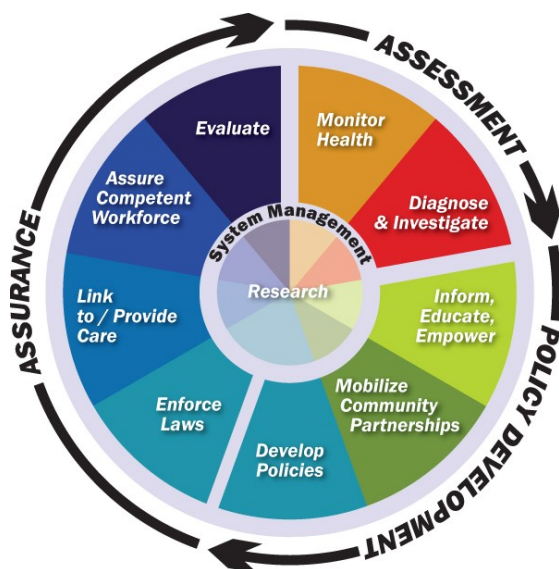 ASSESSMENT
Monitor
Health
Diagnose
& Investigate
POLICY DEVELOPMENT
Inform,
Educate,
Empower
Mobilize
Community
Partnerships
Develop
Policies
ASSURANCE
Enforce
Laws
Link
to / Provide
Care
Assure
Competent
Workforce
Evaluate
System Management
Research